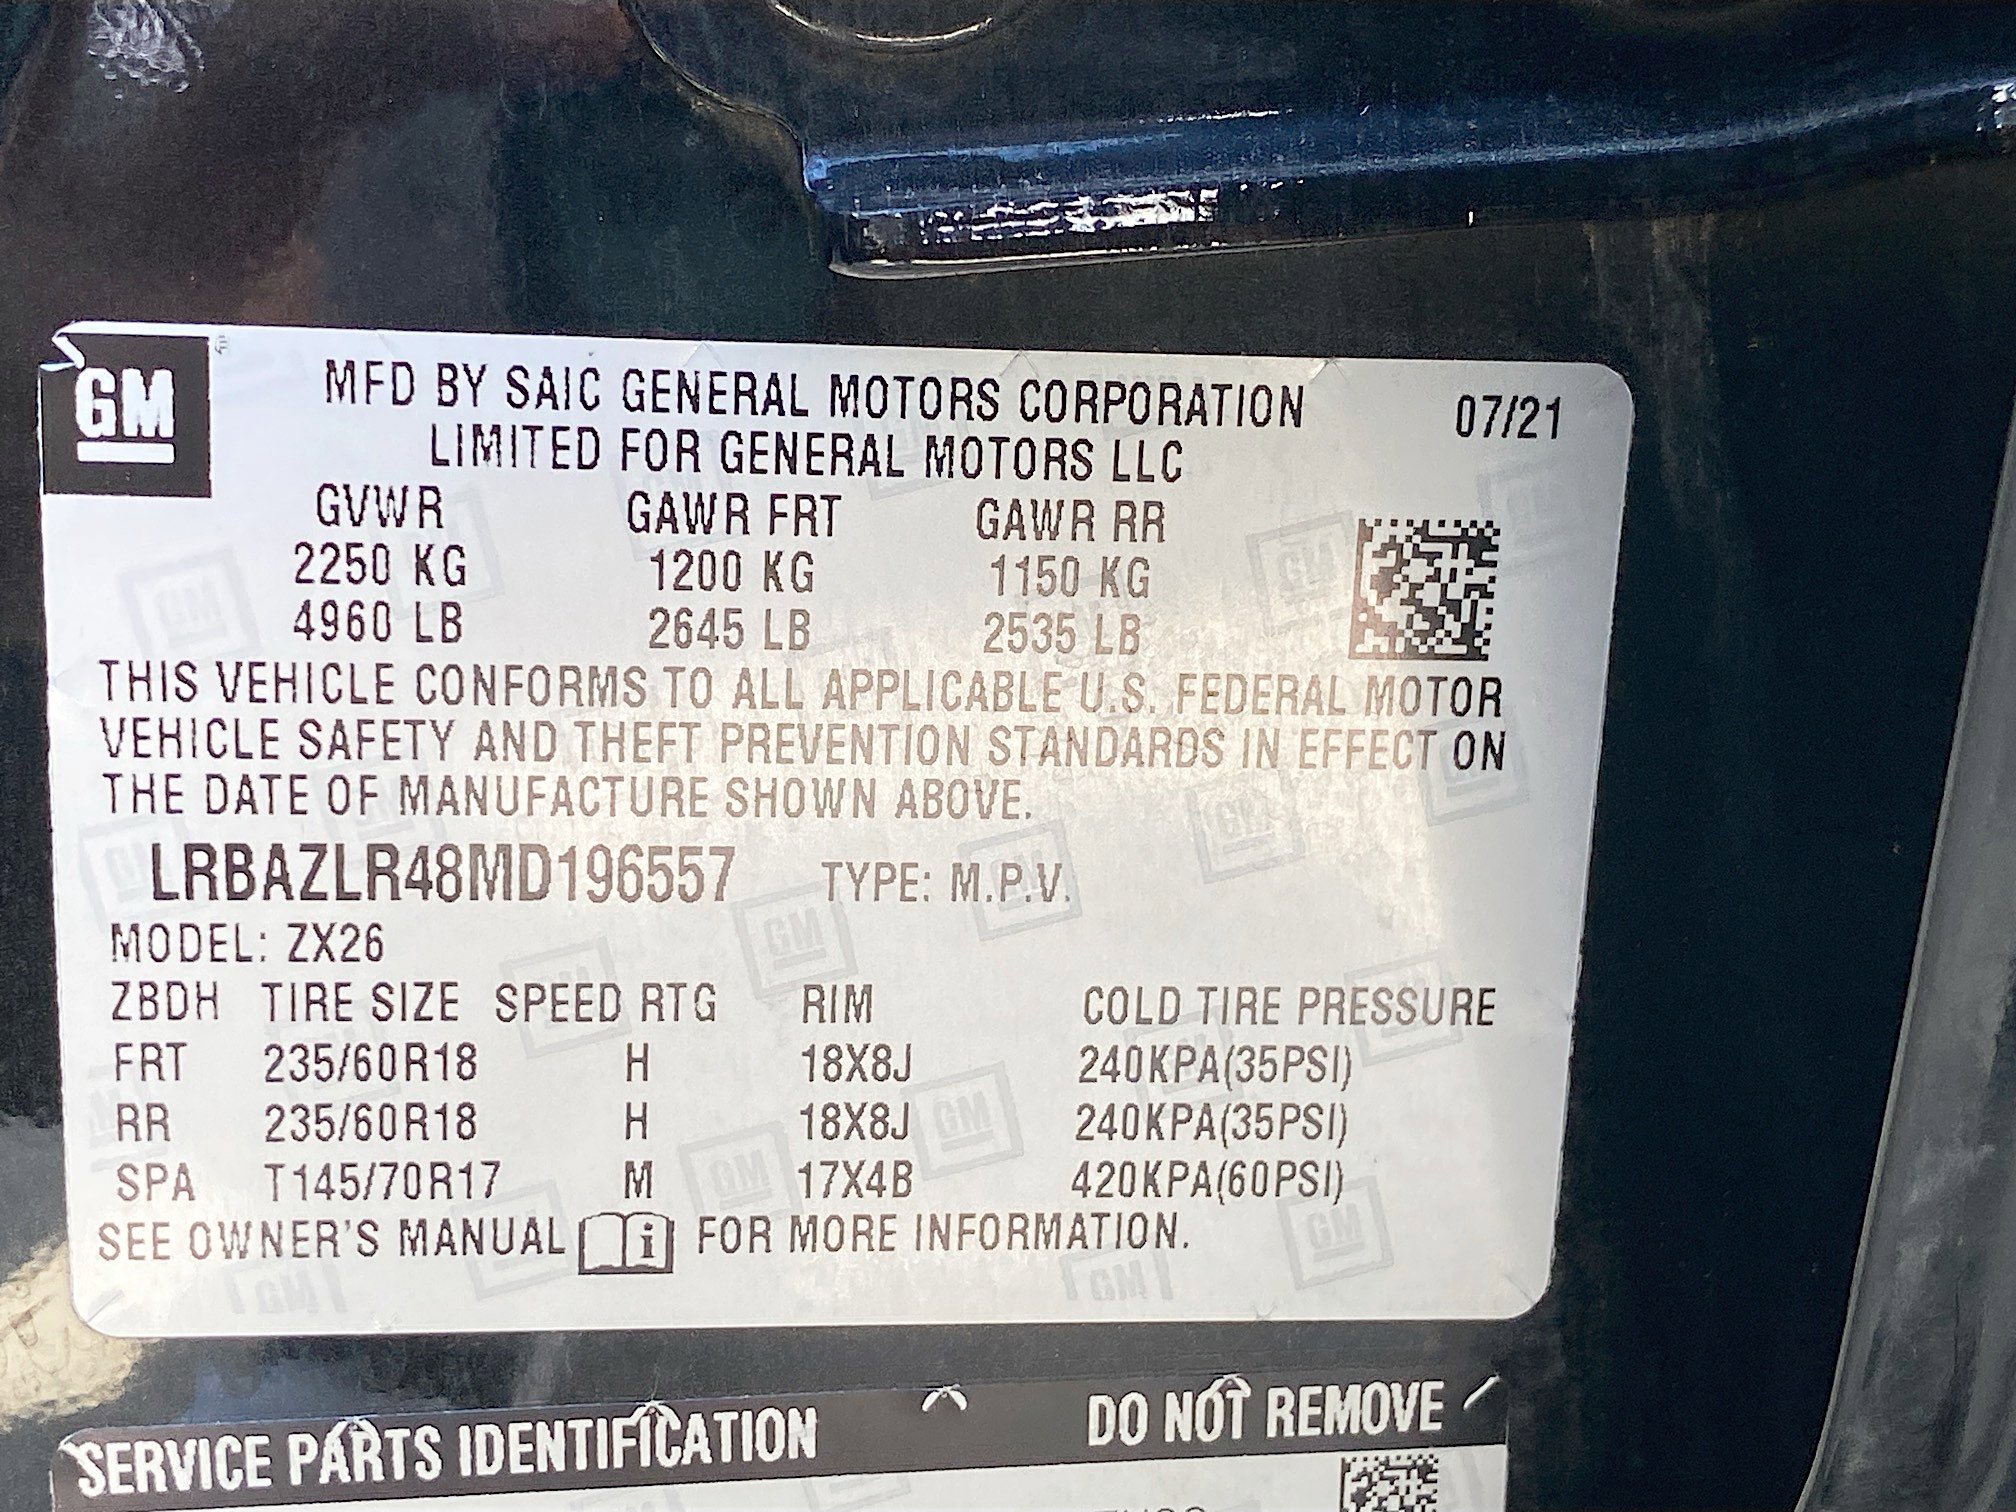 GM
MFD BY SAIC GENERAL MOTORS CORPORATION 07/21
LIMITED FOR GENERAL MOTORS LLC
GVWR GAWR FRT GAWR RR
2250 KG 1200 KG 1150 KG
4960 LB 2645 LB 2535 LB
THIS VEHICLE CONFORMS TO ALL APPLICABLE U.S. FEDERAL MOTOR
VEHICLE SAFETY AND THEFT PREVENTION STANDARDS IN EFFECT ON
THE DATE OF MANUFACTURE SHOWN ABOVE.
LRBAZLR48MD196557 TYPE: M.P.V.
MODEL: ZX26
ZBDH TIRE SIZE SPEED RTG RIM COLD TIRE PRESSURE
FRT 235/60R18 H 18X8J 240KPA(35PSI)
RR 235/60R18 H 18X8J 240KPA(35PSI)
SPA T145/70R17 M 17X4B 420KPA(60PSI)
SEE OWNER'S MANUAL i FOR MORE INFORMATION.
SERVICE PARTS IDENTIFICATION DO NOT REMOVE